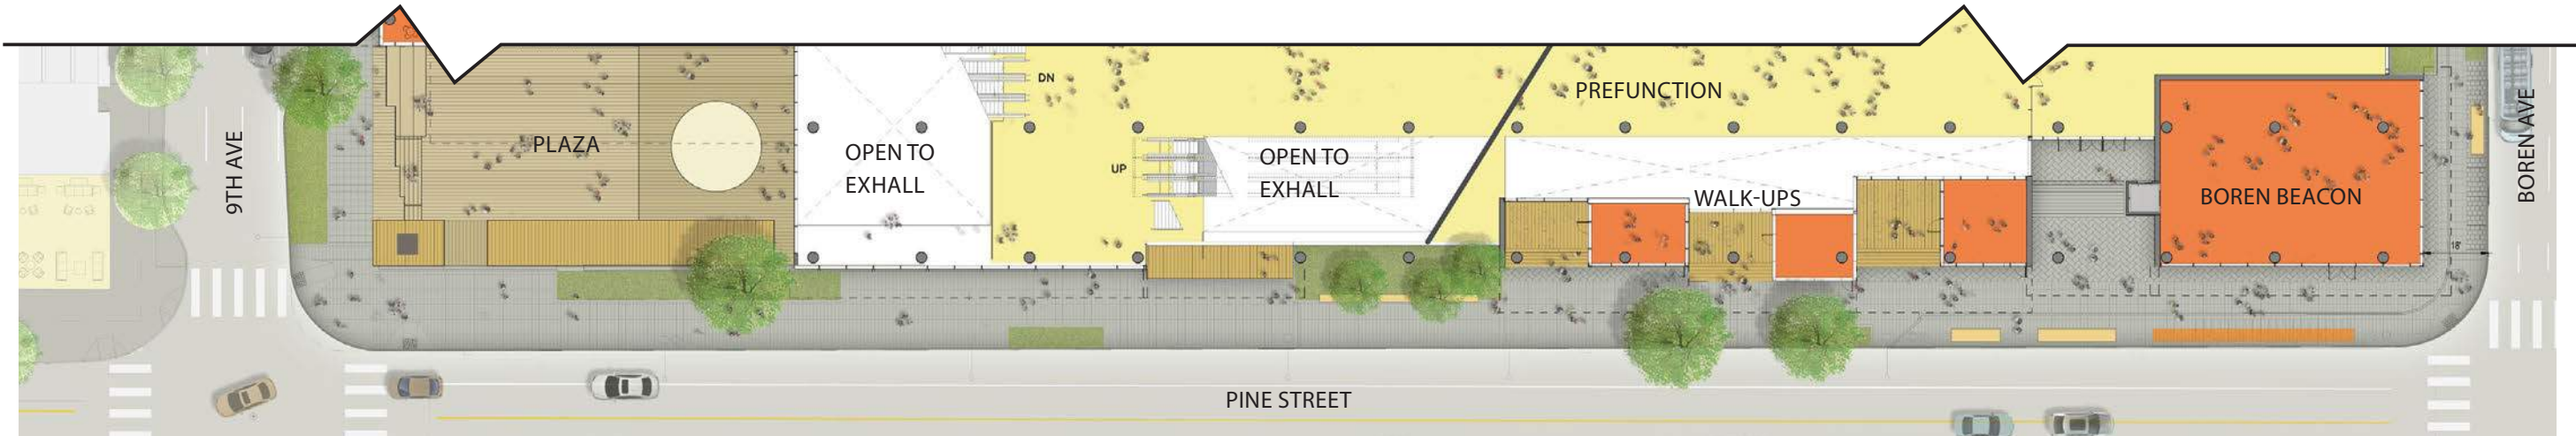 9TH AVE
PLAZA
OPEN TO
EXHALL
DN
UP
OPEN TO
EXHALL
PREFUNCTION
WALK-UPS
BOREN BEACON
18'
BOREN AVE
PINE STREET